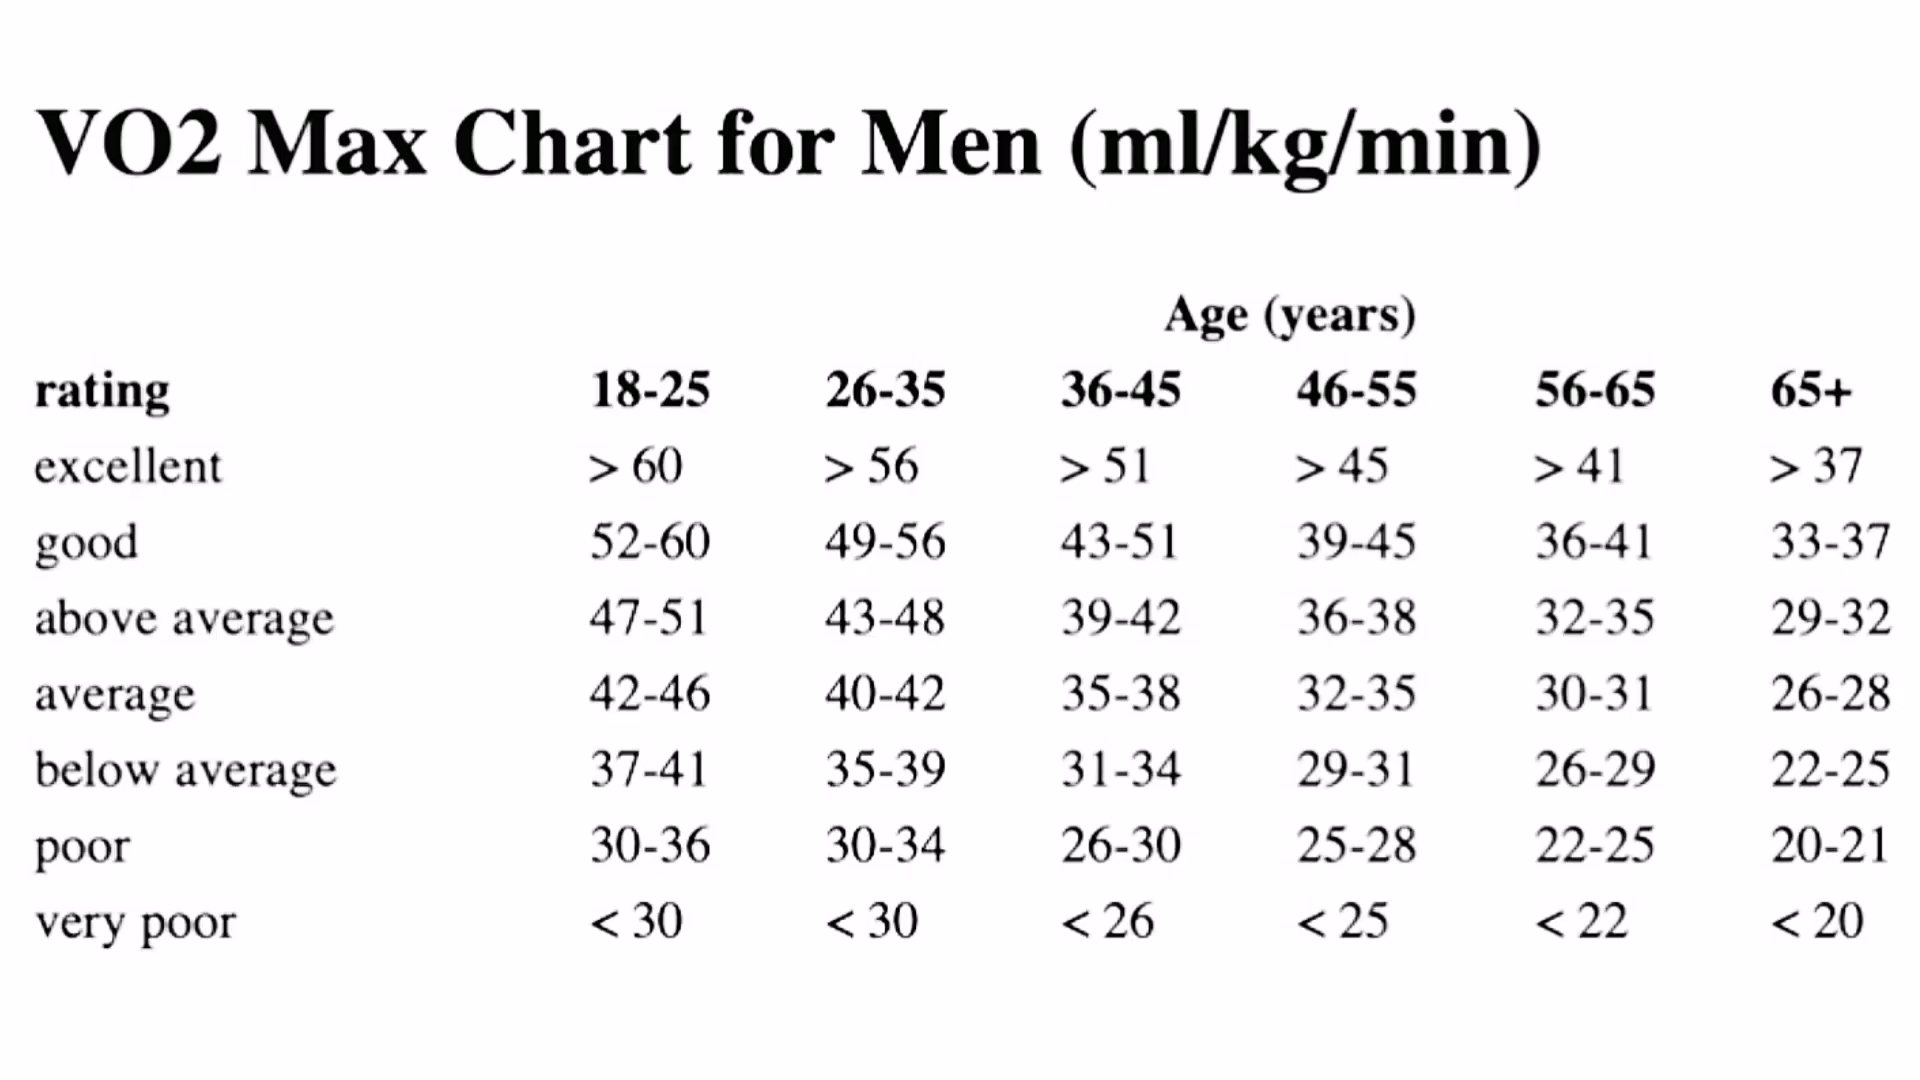 VO2 Max Chart for Men (ml/kg/min)
Age (years)
rating 18-25 26-35 36-45 46-55 56-65 65+
excellent > 60 > 56 > 51 > 45 > 41 > 37
good 52-60 49-56 43-51 39-45 36-41 33-37
above average 47-51 43-48 39-42 36-38 32-35 29-32
average 42-46 40-42 35-38 32-35 30-31 26-28
below average 37-41 35-39 31-34 29-31 26-29 22-25
poor 30-36 30-34 26-30 25-28 22-25 20-21
very poor < 30 < 30 < 26 < 25 < 22 < 20